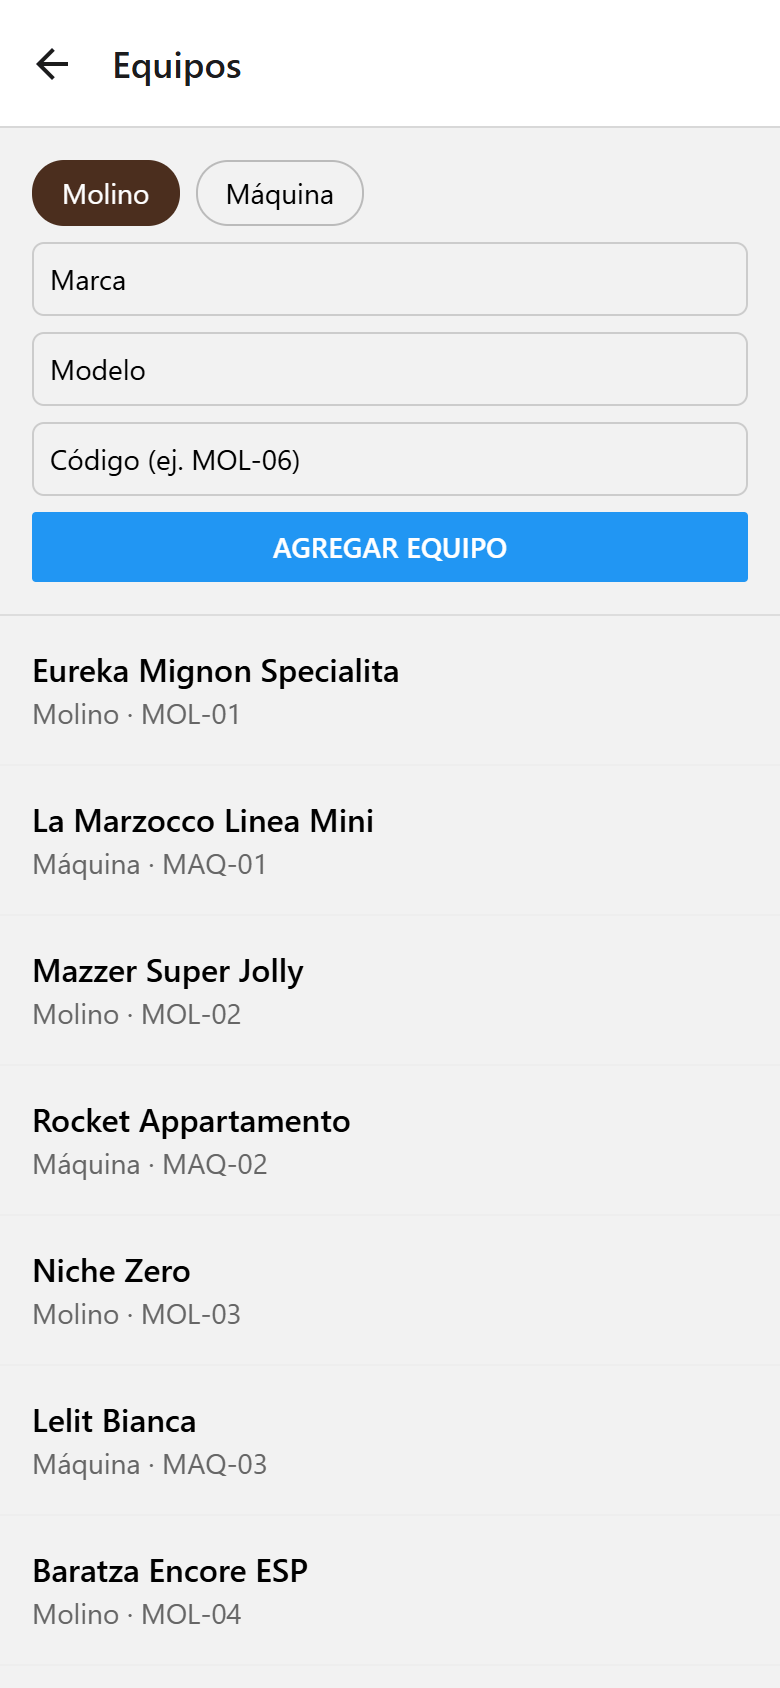 Equipos
Molino
Máquina
Marca
Modelo
Código (ej. MOL-06)
AGREGAR EQUIPO
Eureka Mignon Specialita
Molino · MOL-01
La Marzocco Linea Mini
Máquina · MAQ-01
Mazzer Super Jolly
Molino · MOL-02
Rocket Appartamento
Máquina · MAQ-02
Niche Zero
Molino · MOL-03
Lelit Bianca
Máquina · MAQ-03
Baratza Encore ESP
Molino · MOL-04